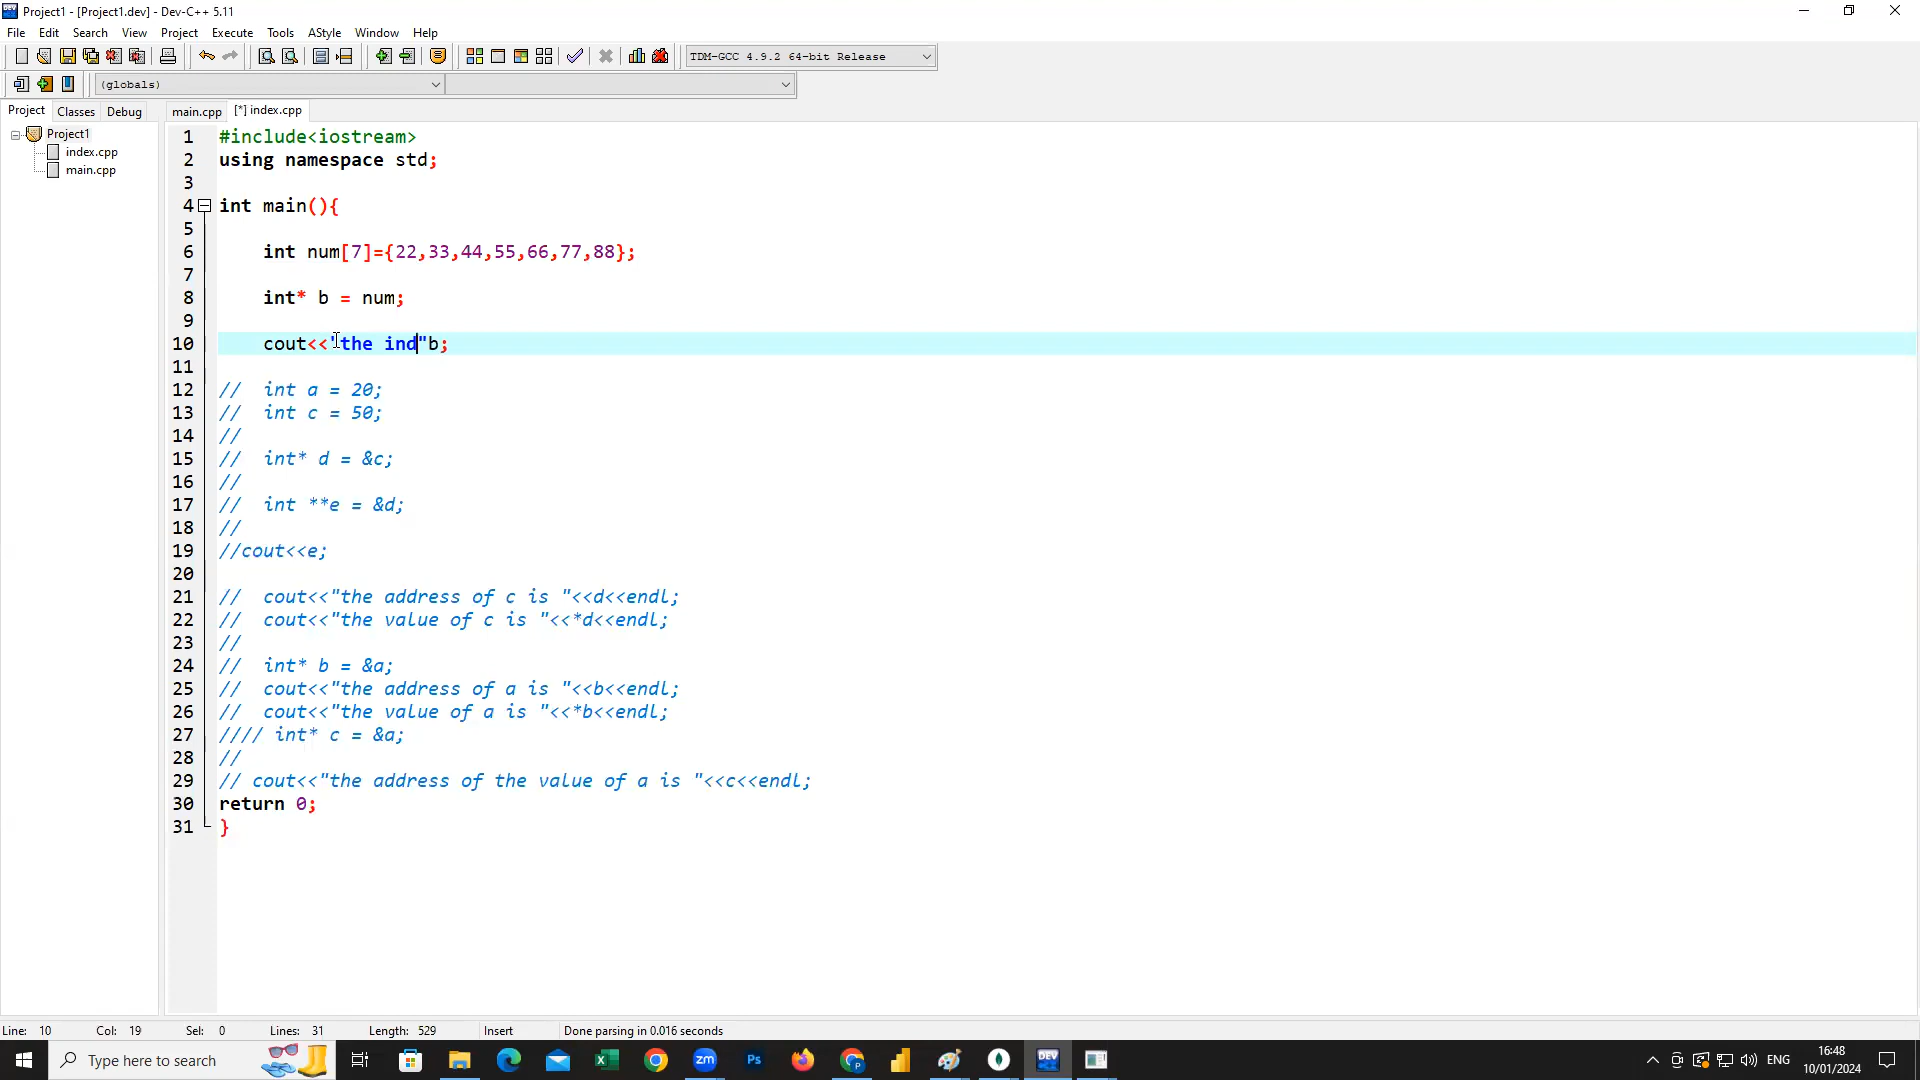 Project1 - [Project1.dev] - Dev-C++ 5.11
File Edit Search View Project Execute Tools AStyle Window Help
TDM-GCC 4.9.2 64-bit Release
(globals)
Project Classes Debug main.cpp [*] index.cpp
Project1
index.cpp
main.cpp
1 #include<iostream>
2 using namespace std;
3
4 int main(){
5
6 int num[7]={22,33,44,55,66,77,88};
7
8 int* b = num;
9
10 cout<<"the ind"b;
11
12 // int a = 20;
13 // int c = 50;
14 //
15 // int* d = &c;
16 //
17 // int **e = &d;
18 //
19 //cout<<e;
20
21 // cout<<"the address of c is "<<d<<endl;
22 // cout<<"the value of c is "<<*d<<endl;
23 //
24 // int* b = &a;
25 // cout<<"the address of a is "<<b<<endl;
26 // cout<<"the value of a is "<<*b<<endl;
27 //// int* c = &a;
28 //
29 // cout<<"the address of the value of a is "<<c<<endl;
30 return 0;
31 }
Line: 10 Col: 19 Sel: 0 Lines: 31 Length: 529 Insert Done parsing in 0.016 seconds
Type here to search
zm
Ps
DEV
ENG
16:48
10/01/2024